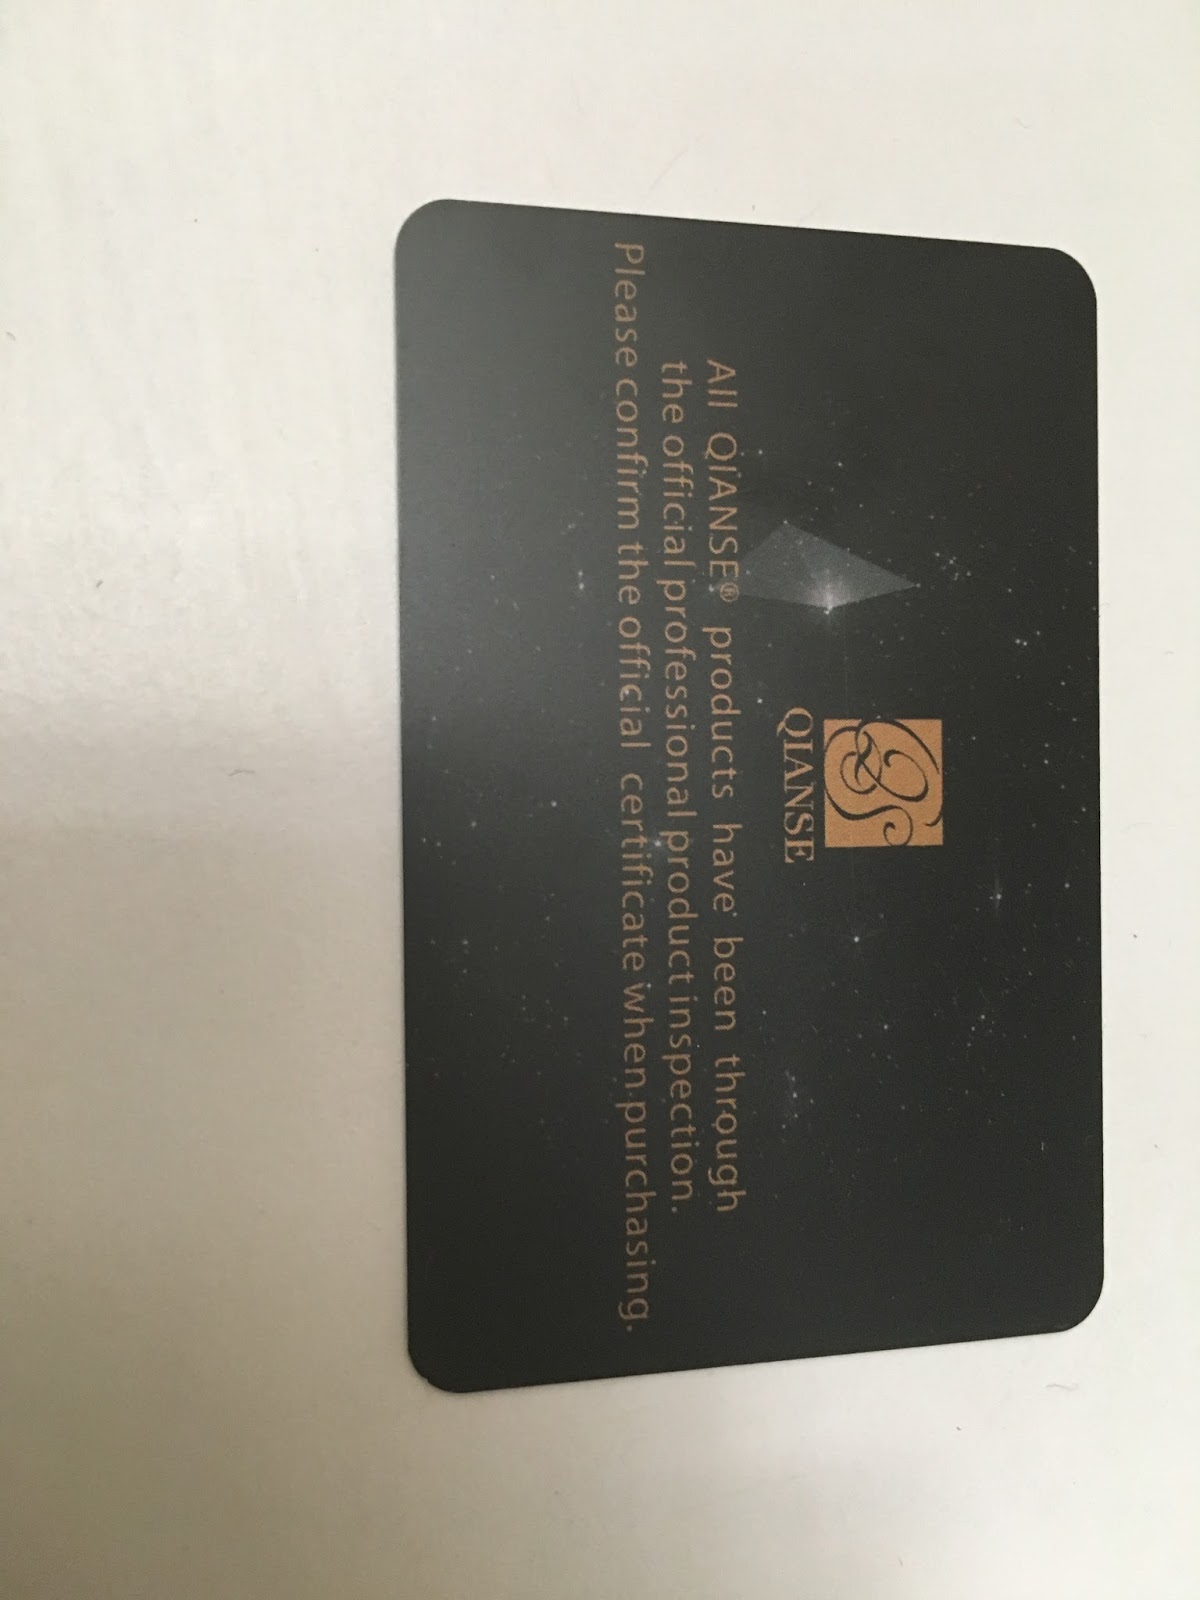 QIANSE
All QIANSE® products have been through
the official professional product inspection.
Please confirm the official certificate when purchasing.